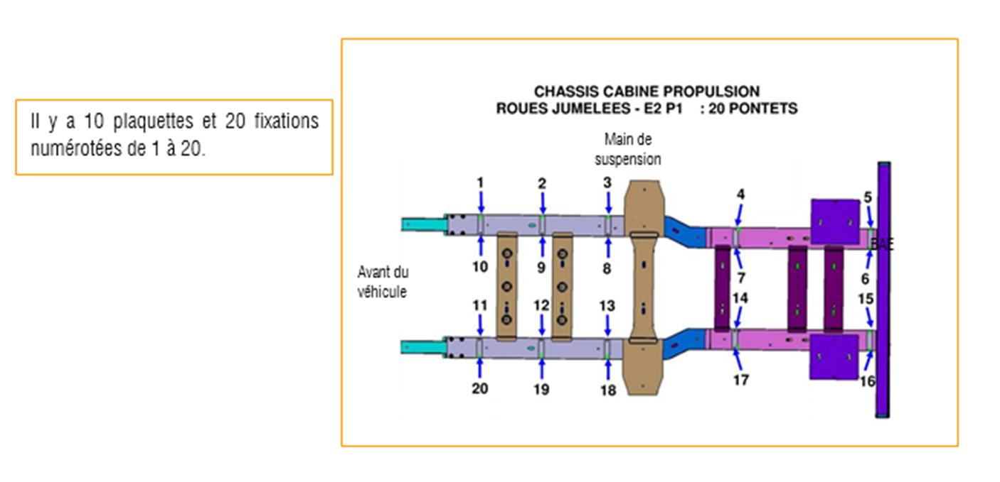 Il y a 10 plaquettes et 20 fixations
numérotées de 1 à 20.
CHASSIS CABINE PROPULSION
ROUES JUMELEES - E2 P1 : 20 PONTETS
Main de
suspension
1 2 3 4 5
BAE
10 9 8 7 6
Avant du
véhicule
11 12 13 14 15
20 19 18 17 16